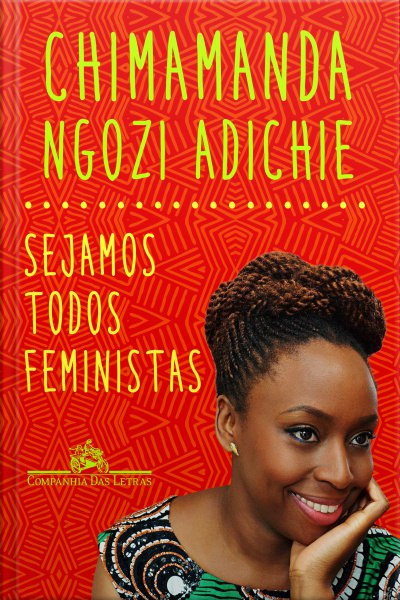 CHIMAMANDA
NGOZI ADICHIE
SEJAMOS
TODOS
FEMINISTAS
COMPANHIA DAS LETRAS